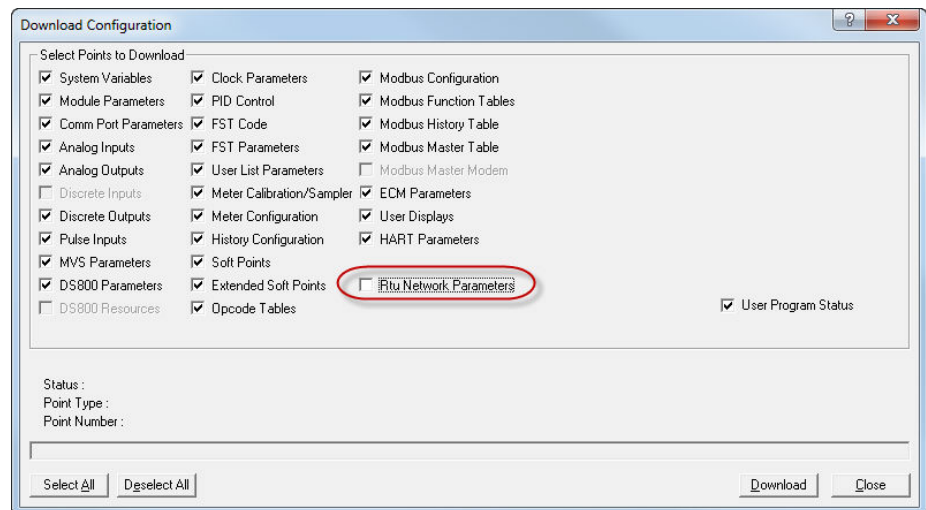 Download Configuration
Select Points to Download
System Variables
Module Parameters
Comm Port Parameters
Analog Inputs
Analog Outputs
Discrete Inputs
Discrete Outputs
Pulse Inputs
MVS Parameters
DS800 Parameters
DS800 Resources
Clock Parameters
PID Control
FST Code
FST Parameters
User List Parameters
Meter Calibration/Sampler
Meter Configuration
History Configuration
Soft Points
Extended Soft Points
Opcode Tables
Modbus Configuration
Modbus Function Tables
Modbus History Table
Modbus Master Table
Modbus Master Modem
ECM Parameters
User Displays
HART Parameters
Rtu Network Parameters
User Program Status
Status :
Point Type :
Point Number :
Select All
Deselect All
Download
Close